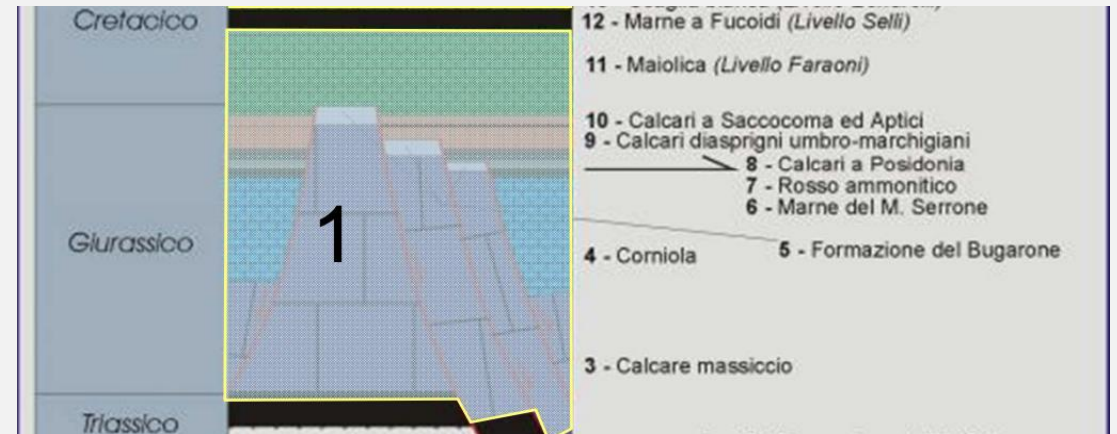 Cretacico
12 - Marne a Fucoidi (Livello Selli)
11 - Maiolica (Livello Faraoni)
10 - Calcari a Saccocoma ed Aptici
9 - Calcari diasprigni umbro-marchigiani
8 - Calcari a Posidonia
7 - Rosso ammonitico
6 - Marne del M. Serrone
1
Giurassico
4 - Corniola
5 - Formazione del Bugarone
3 - Calcare massiccio
Triassico